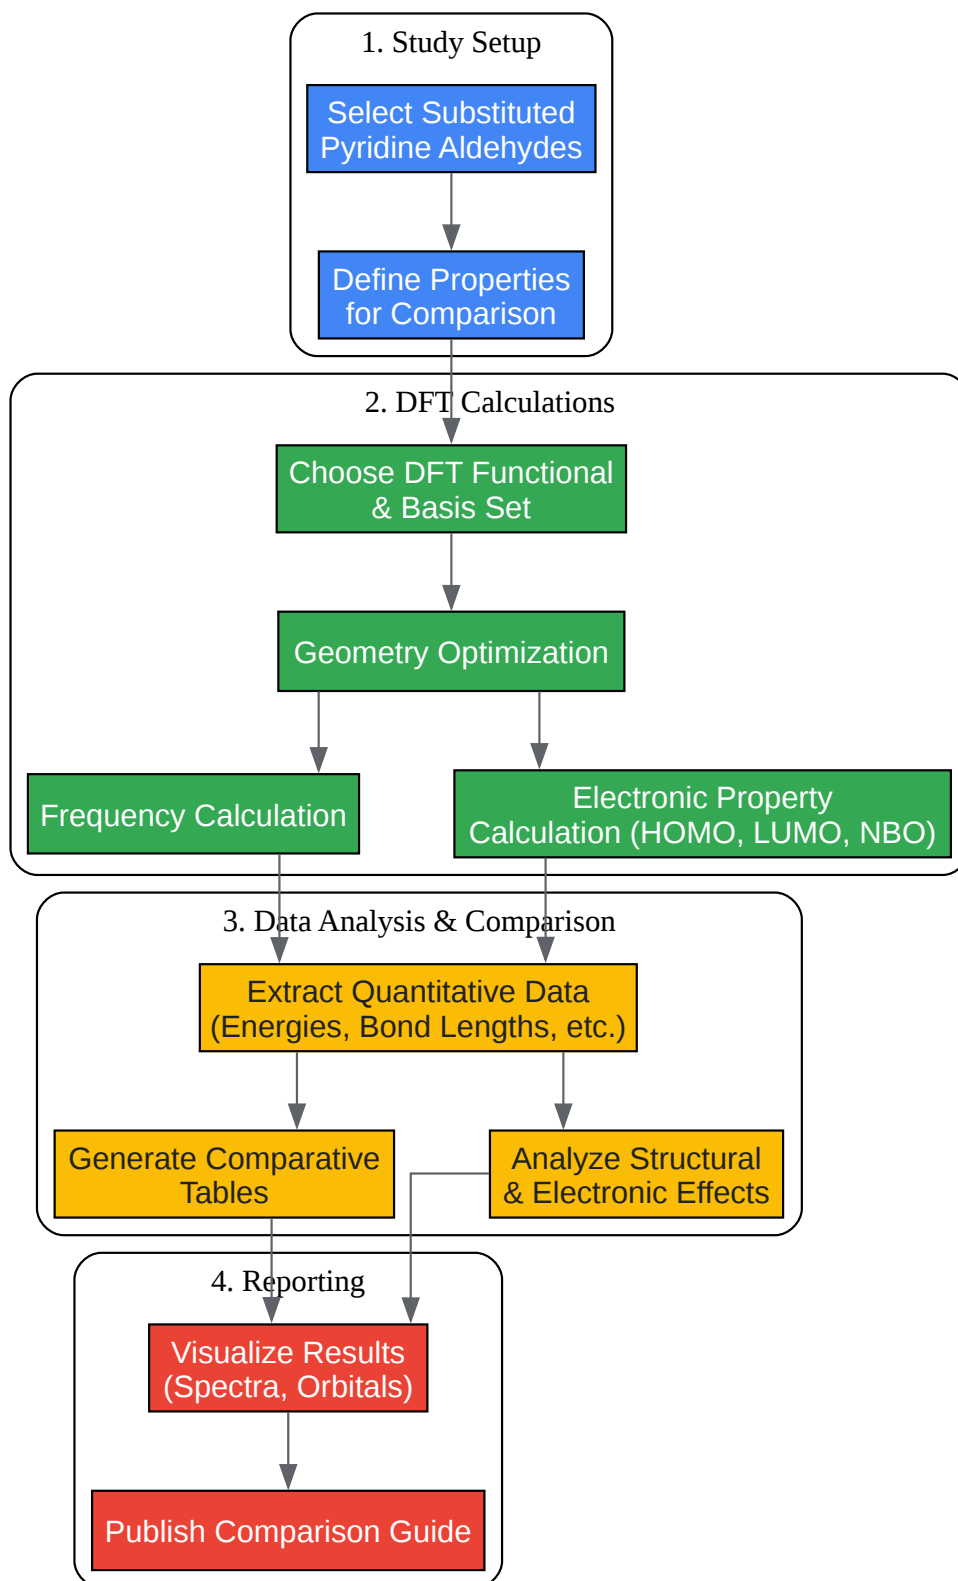 1. Study Setup
Select Substituted
Pyridine Aldehydes
Define Properties
for Comparison
2. DFT Calculations
Choose DFT Functional
& Basis Set
Geometry Optimization
Frequency Calculation
Electronic Property
Calculation (HOMO, LUMO, NBO)
3. Data Analysis & Comparison
Extract Quantitative Data
(Energies, Bond Lengths, etc.)
Generate Comparative
Tables
Analyze Structural
& Electronic Effects
4. Reporting
Visualize Results
(Spectra, Orbitals)
Publish Comparison Guide